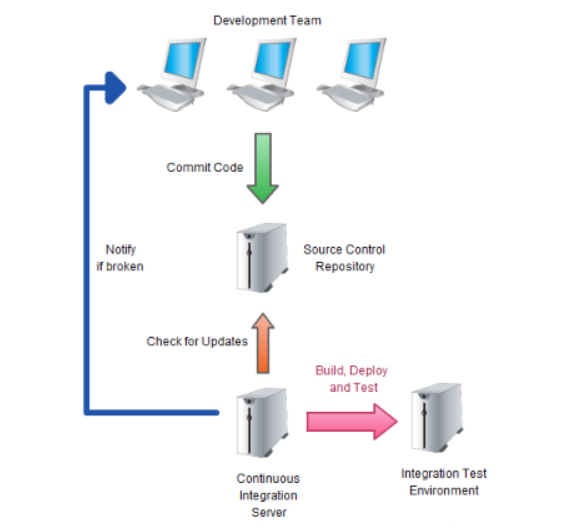 Development Team
Commit Code
Source Control
Repository
Notify
if broken
Check for Updates
Build, Deploy
and Test
Continuous
Integration
Server
Integration Test
Environment